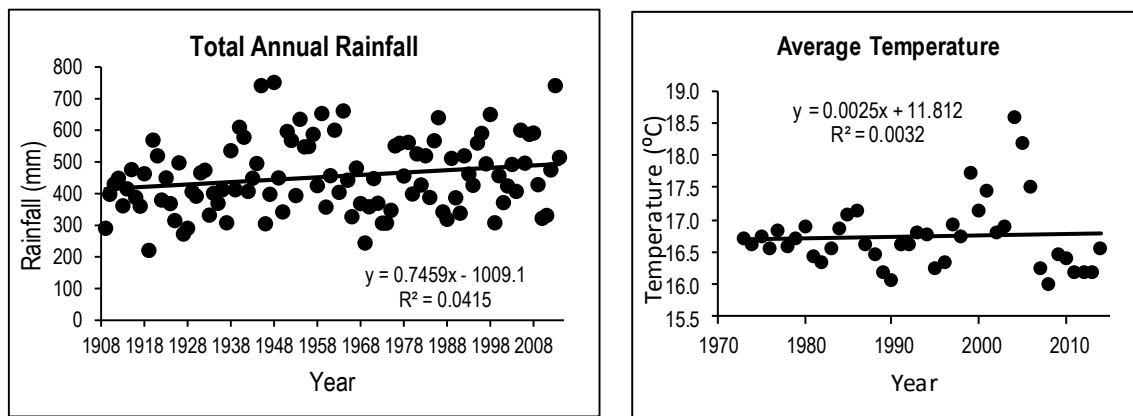 Total Annual Rainfall
800
700
600
500
400
300
200
100
0
Rainfall (mm)
y = 0.7459x - 1009.1
R² = 0.0415
1908 1918 1928 1938 1948 1958 1968 1978 1988 1998 2008
Year
Average Temperature
19.0
18.5
18.0
17.5
17.0
16.5
16.0
15.5
Temperature (⁰C)
y = 0.0025x + 11.812
R² = 0.0032
1970 1980 1990 2000 2010
Year